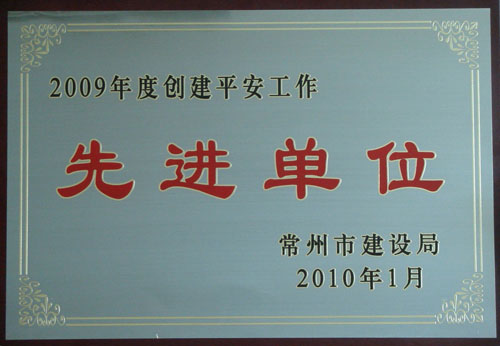 2009年度创建平安工作
先进单位
常州市建设局
2010年1月